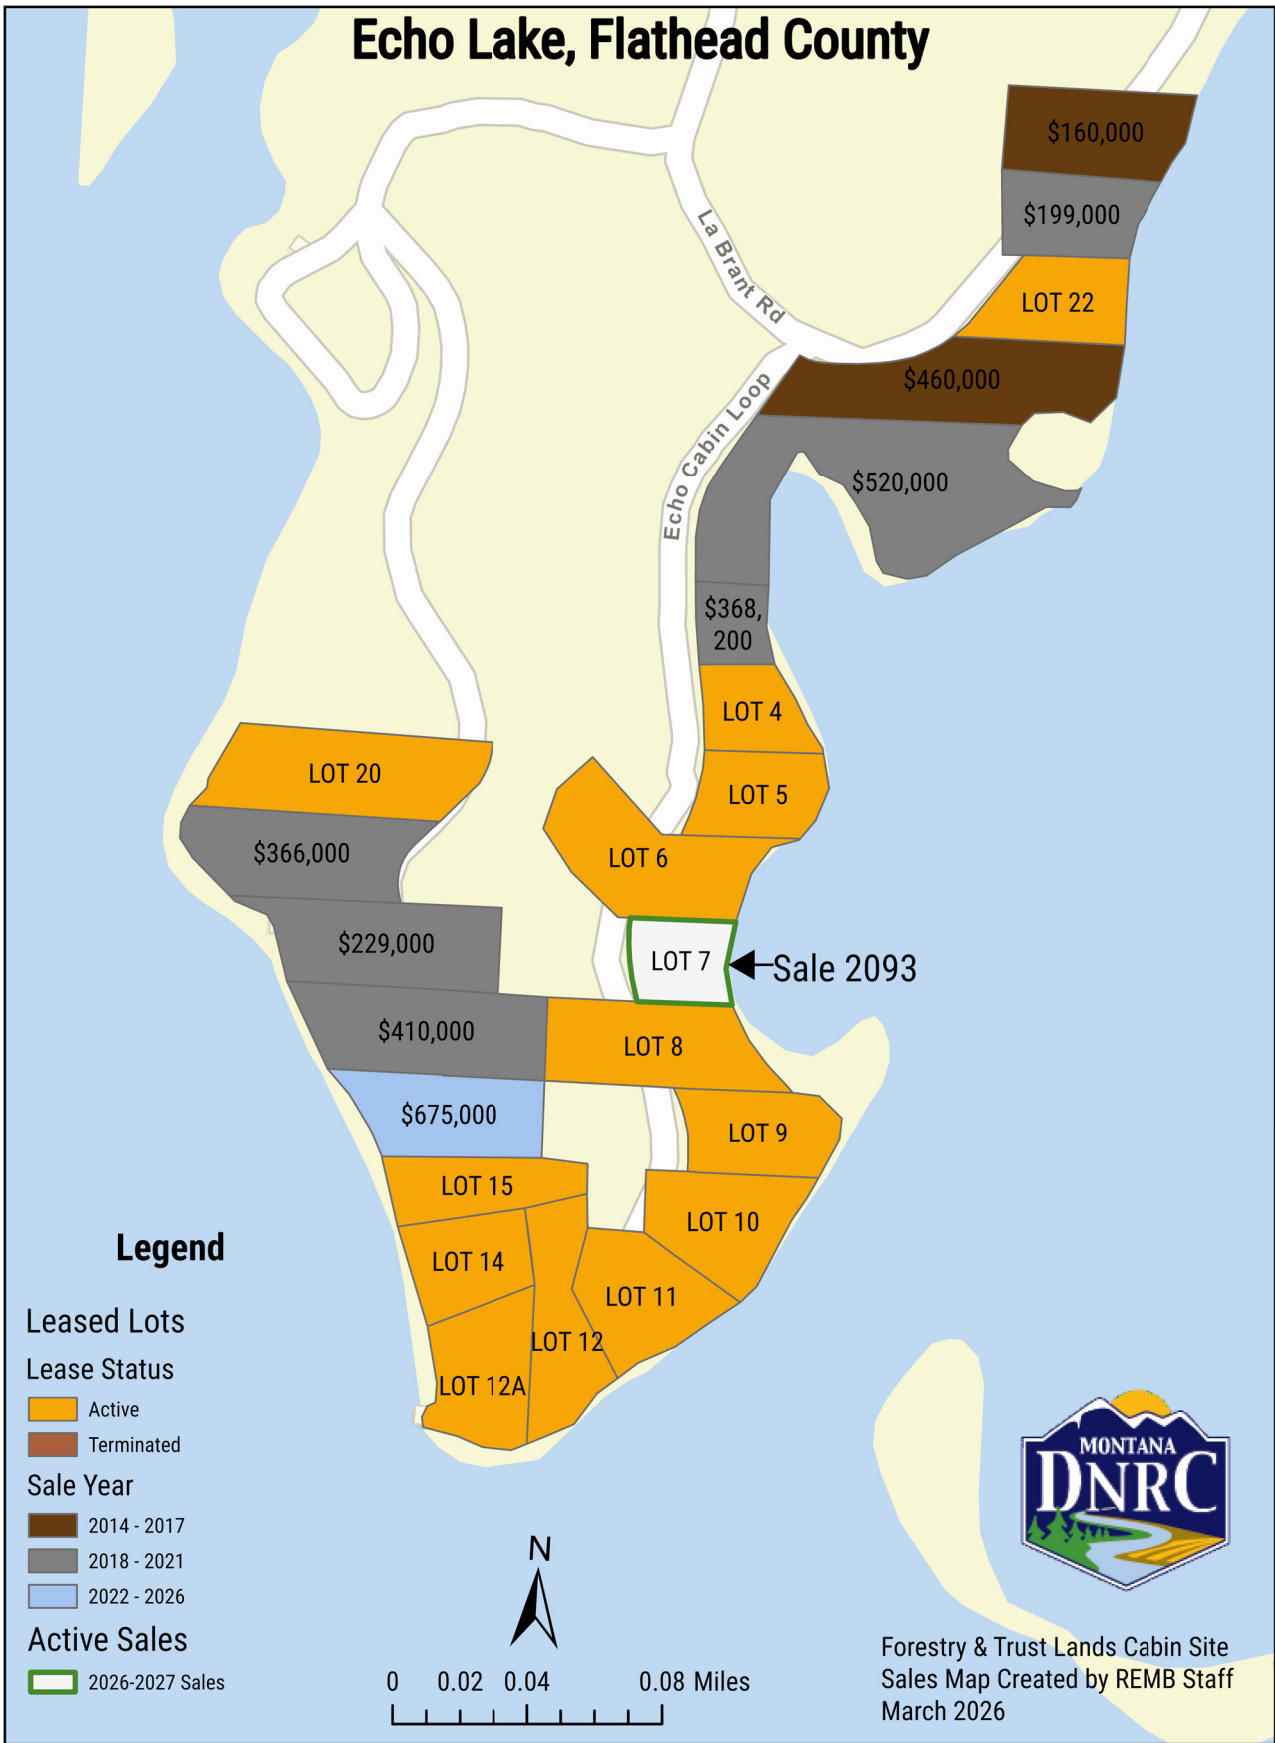 Echo Lake, Flathead County
$160,000
$199,000
La Brant Rd
LOT 22
$460,000
Echo Cabin Loop
$520,000
$368,
200
LOT 4
LOT 20
LOT 5
$366,000
LOT 6
$229,000
LOT 7
Sale 2093
$410,000
LOT 8
$675,000
LOT 9
LOT 15
LOT 10
LOT 14
LOT 11
LOT 12
LOT 12A
Legend
Leased Lots
Lease Status
Active
Terminated
Sale Year
2014 - 2017
2018 - 2021
2022 - 2026
Active Sales
2026-2027 Sales
N
0 0.02 0.04 0.08 Miles
MONTANA
DNRC
Forestry & Trust Lands Cabin Site
Sales Map Created by REMB Staff
March 2026